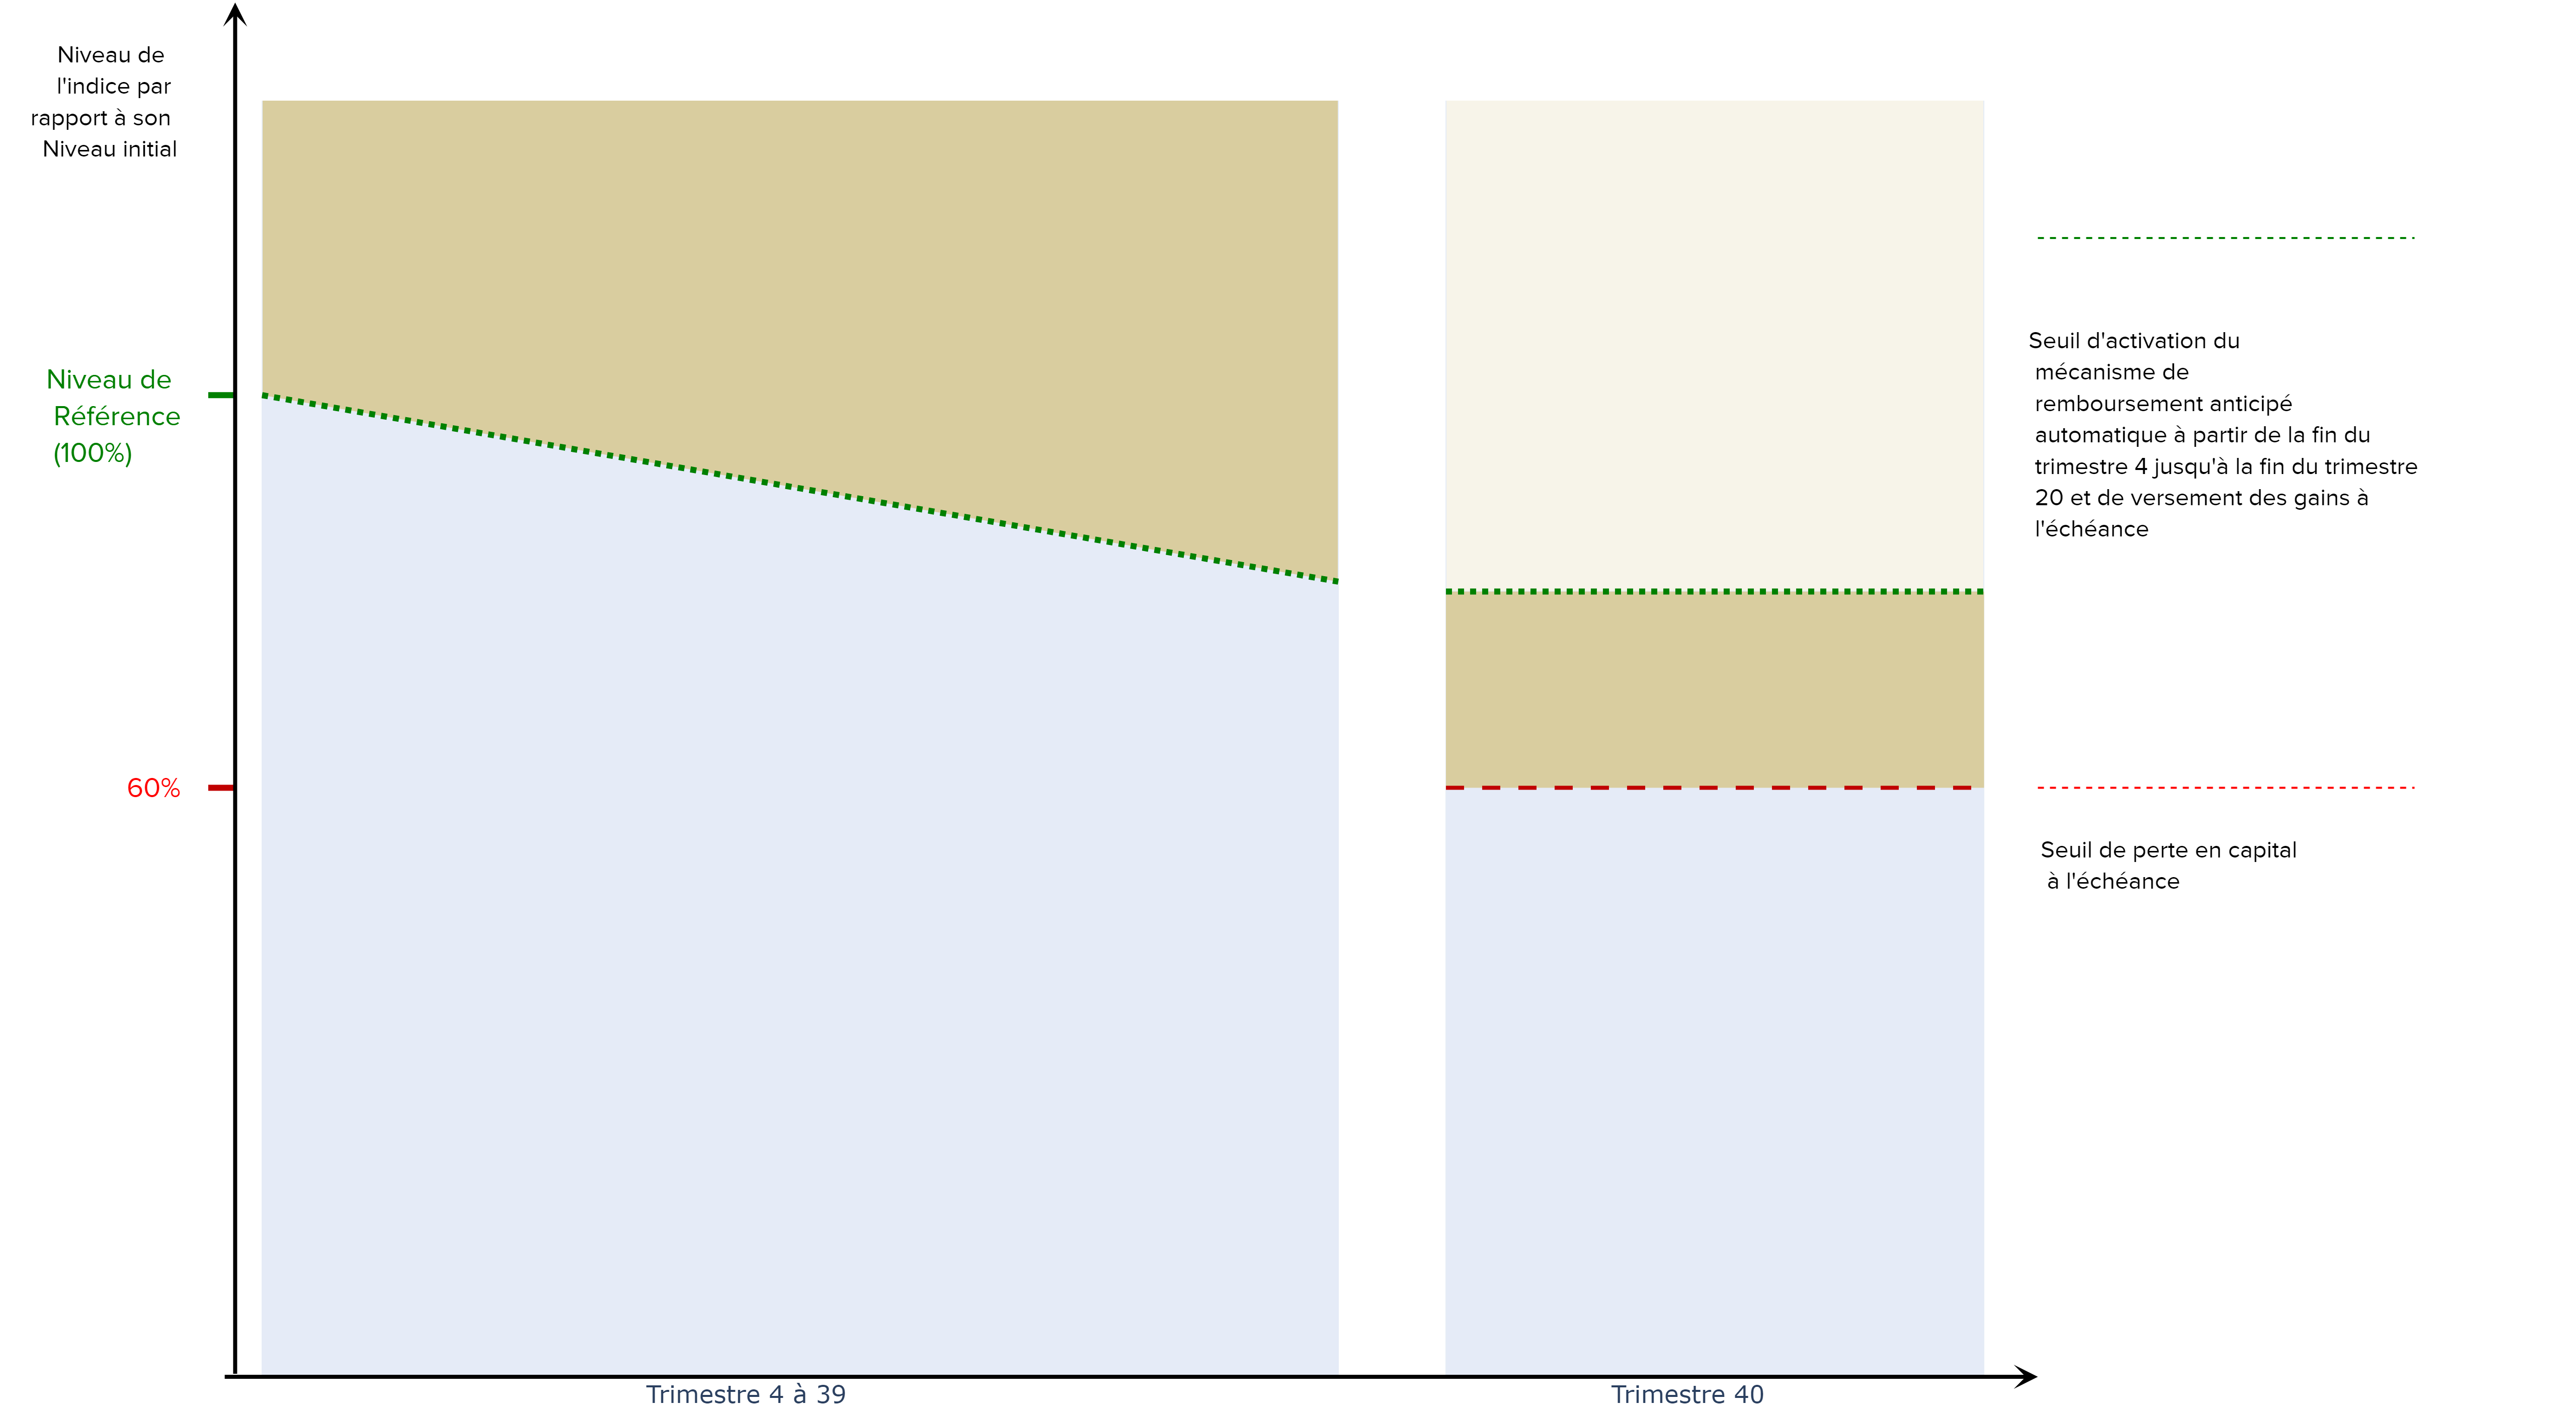 Niveau de
l'indice par
rapport à son
Niveau initial
Niveau de
Référence
(100%)
60%
Seuil d'activation du
mécanisme de
remboursement anticipé
automatique à partir de la fin du
trimestre 4 jusqu'à la fin du trimestre
20 et de versement des gains à
l'échéance
Seuil de perte en capital
à l'échéance
Trimestre 4 à 39
Trimestre 40